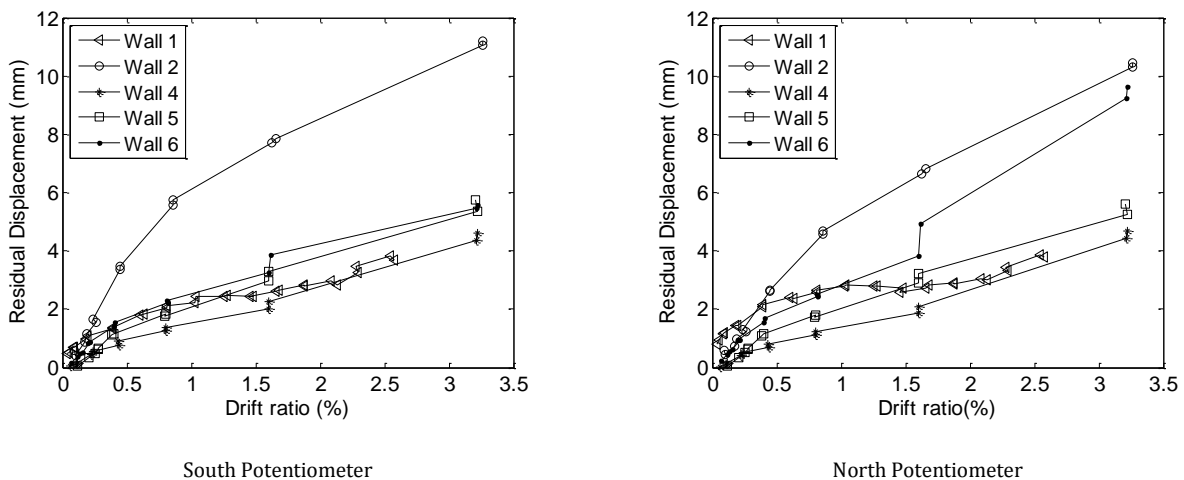 12
10
8
6
4
2
0
Residual Displacement (mm)
Wall 1
Wall 2
Wall 4
Wall 5
Wall 6
0 0.5 1 1.5 2 2.5 3 3.5
Drift ratio (%)
South Potentiometer
12
10
8
6
4
2
0
Residual Displacement (mm)
Wall 1
Wall 2
Wall 4
Wall 5
Wall 6
0 0.5 1 1.5 2 2.5 3 3.5
Drift ratio(%)
North Potentiometer